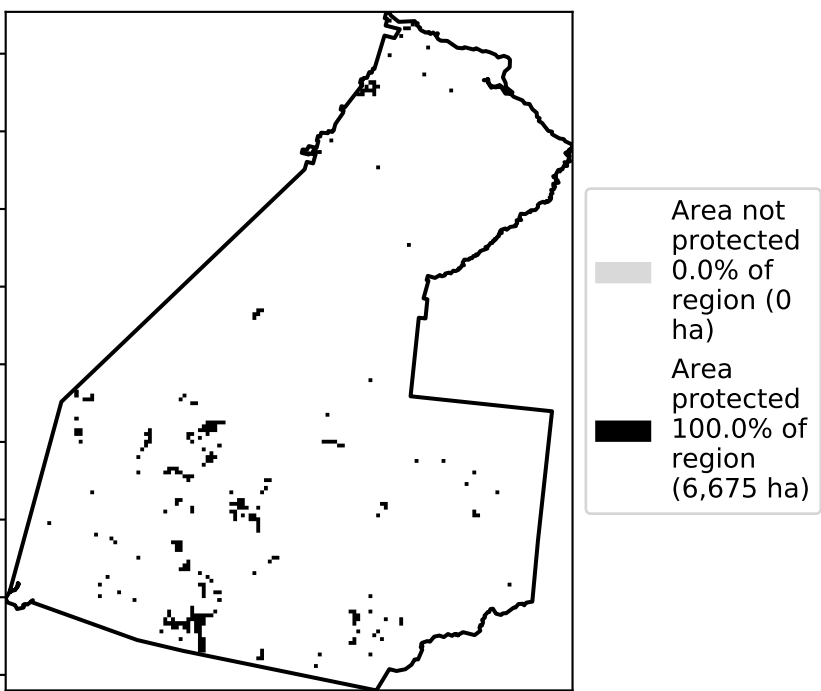 Area not
protected
0.0% of
region (0
ha)
Area
protected
100.0% of
region
(6,675 ha)